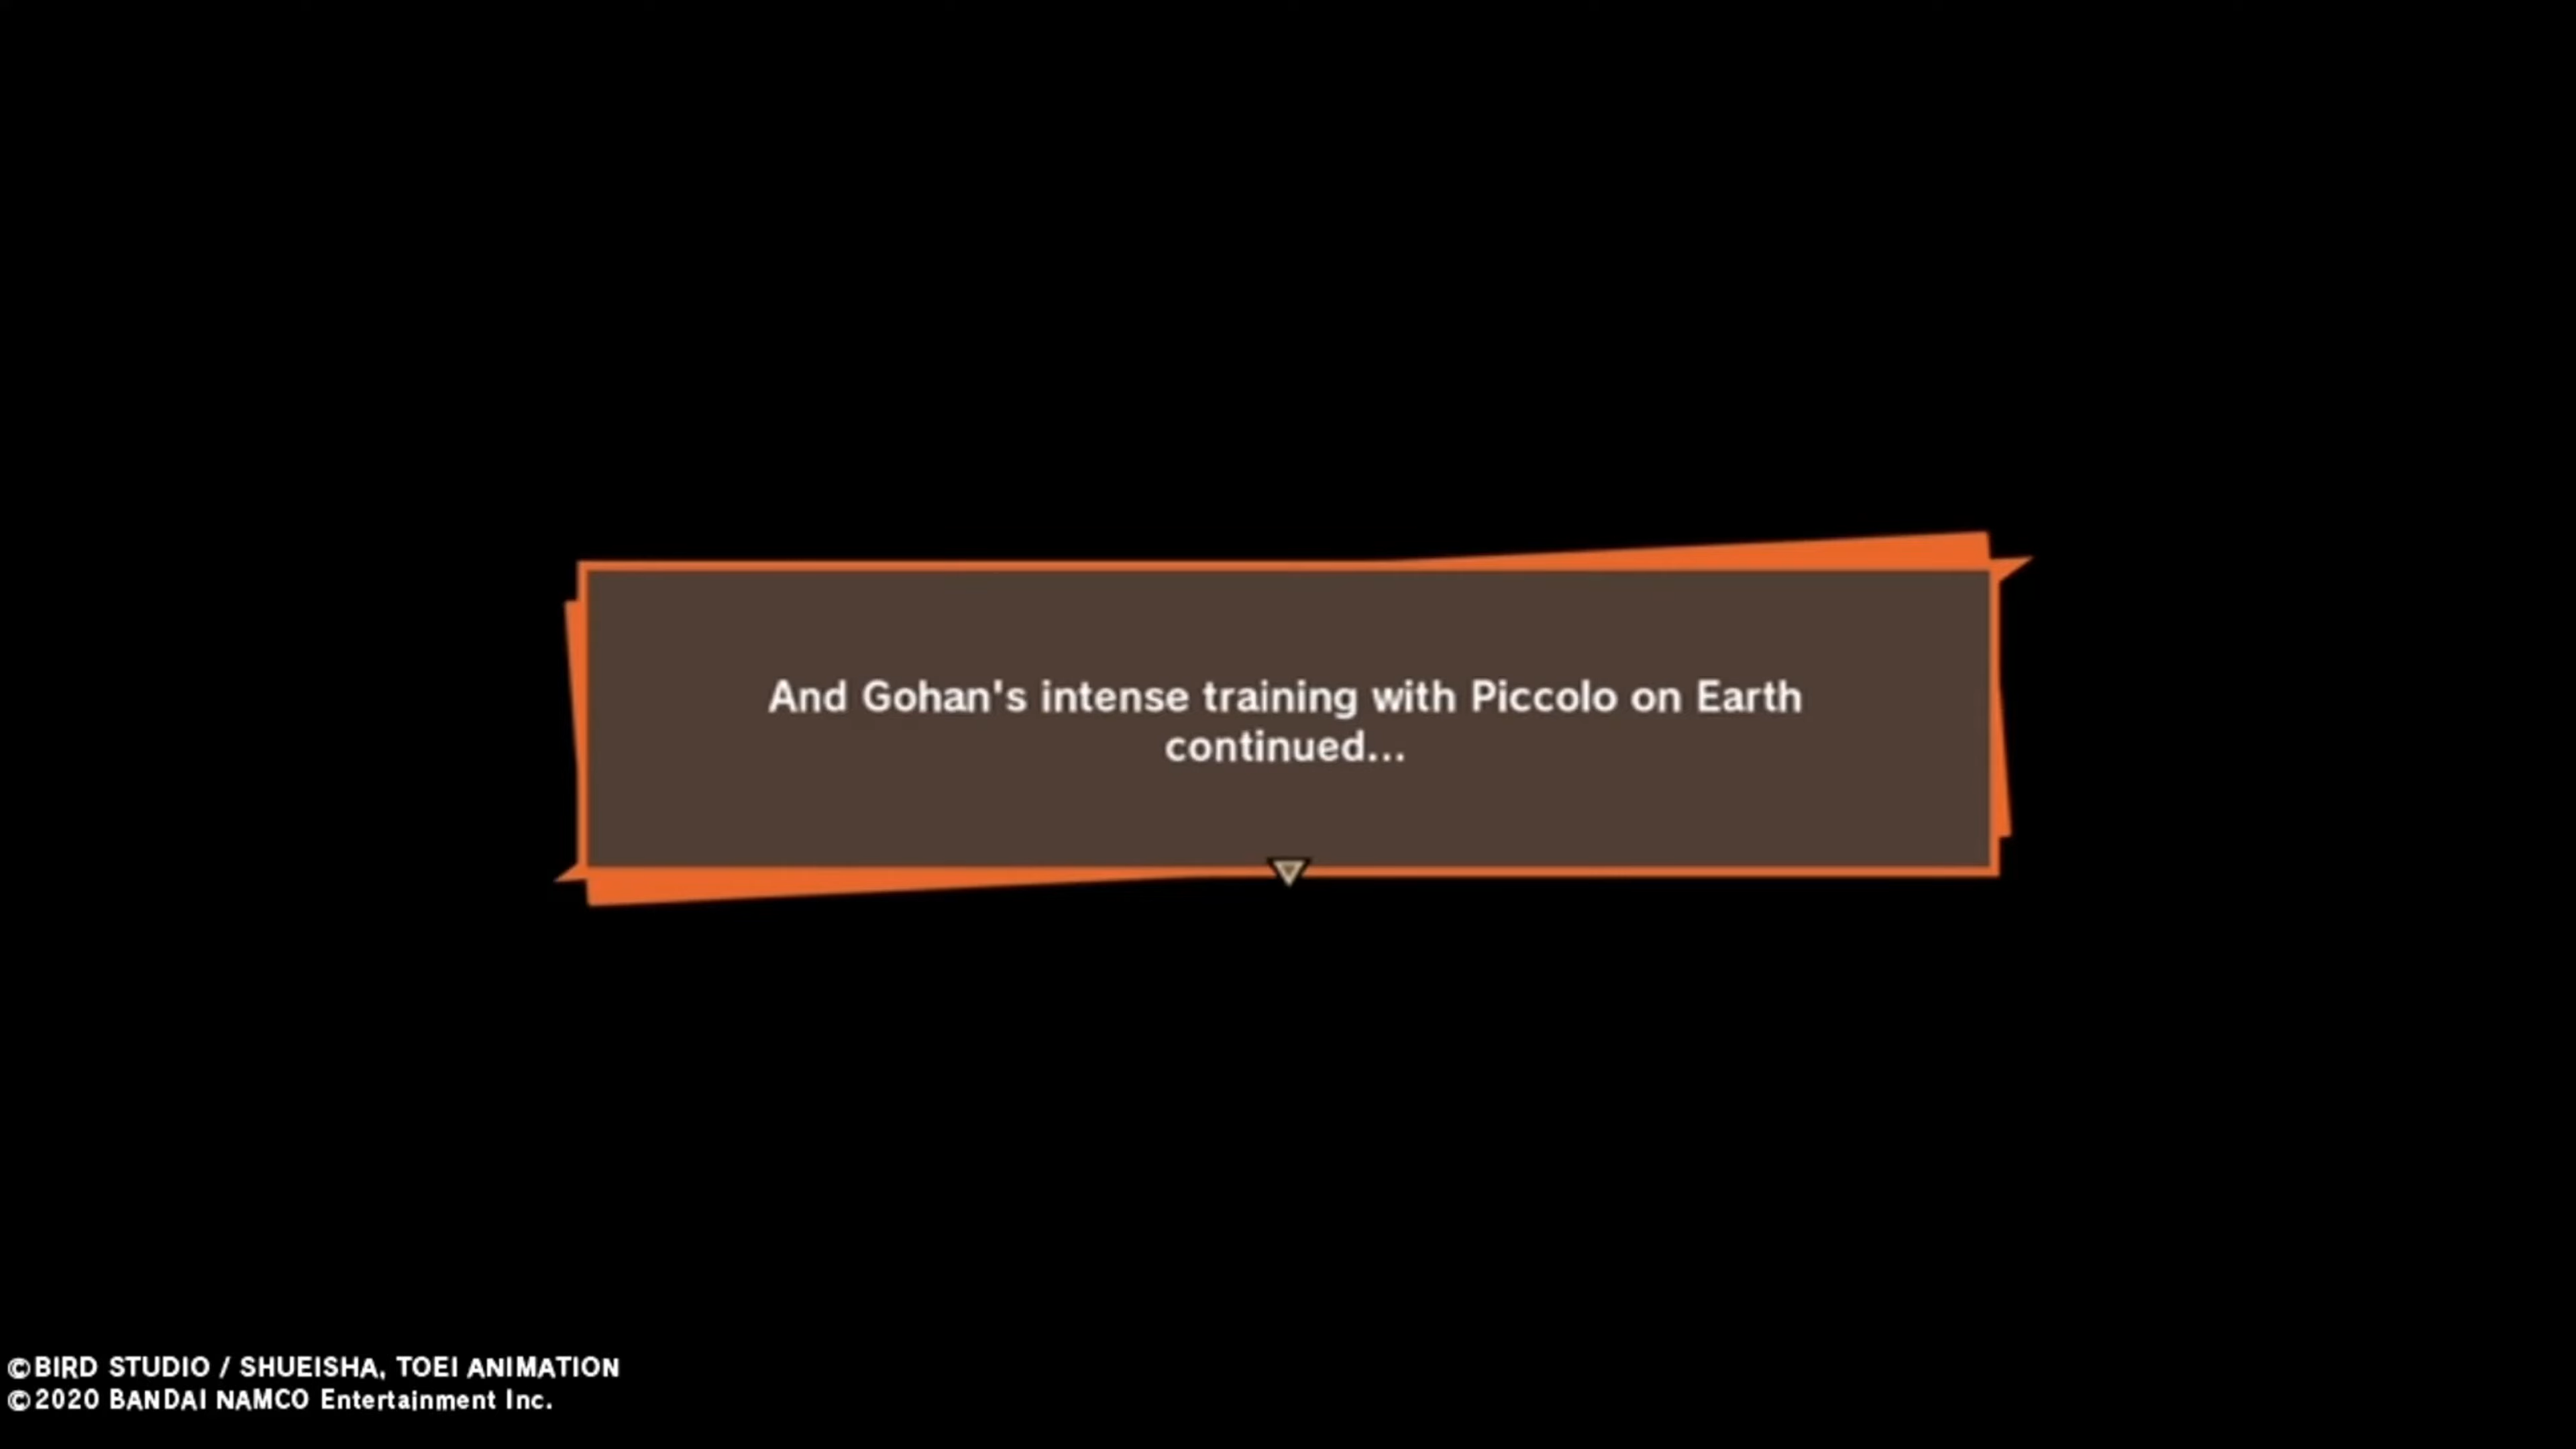 And Gohan's intense training with Piccolo on Earth
continued...
©BIRD STUDIO / SHUEISHA, TOEI ANIMATION
©2020 BANDAI NAMCO Entertainment Inc.